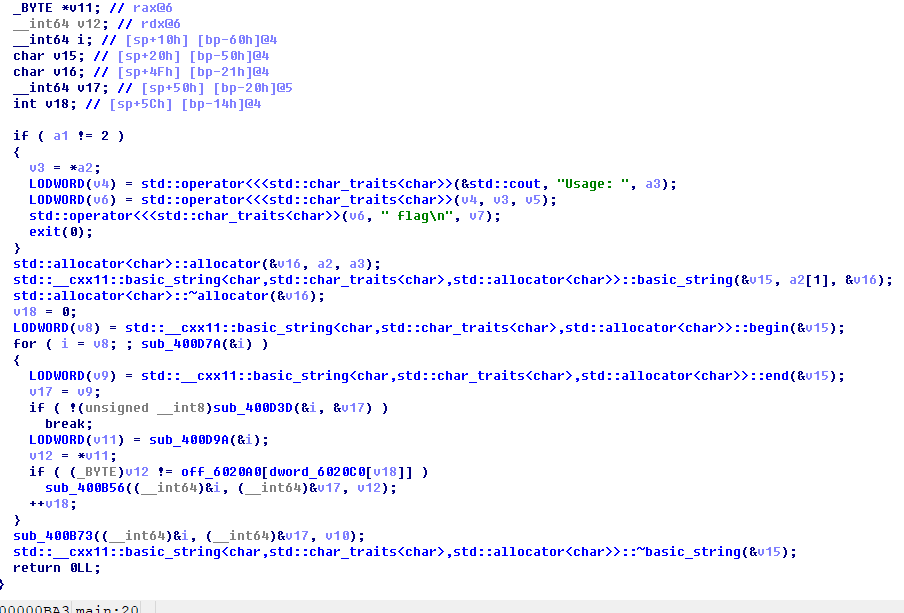 _BYTE *v11; // rax@6
__int64 v12; // rdx@6
__int64 i; // [sp+10h] [bp-60h]@4
char v15; // [sp+20h] [bp-50h]@4
char v16; // [sp+4Fh] [bp-21h]@4
__int64 v17; // [sp+50h] [bp-20h]@5
int v18; // [sp+5Ch] [bp-14h]@4

if ( a1 != 2 )
{
  v3 = *a2;
  LODWORD(v4) = std::operator<<<std::char_traits<char>>(&std::cout, "Usage: ", a3);
  LODWORD(v6) = std::operator<<<std::char_traits<char>>(v4, v3, v5);
  std::operator<<<std::char_traits<char>>(v6, " flag\n", v7);
  exit(0);
}
std::allocator<char>::allocator(&v16, a2, a3);
std::__cxx11::basic_string<char,std::char_traits<char>,std::allocator<char>>::basic_string(&v15, a2[1], &v16);
std::allocator<char>::~allocator(&v16);
v18 = 0;
LODWORD(v8) = std::__cxx11::basic_string<char,std::char_traits<char>,std::allocator<char>>::begin(&v15);
for ( i = v8; ; sub_400D7A(&i) )
{
  LODWORD(v9) = std::__cxx11::basic_string<char,std::char_traits<char>,std::allocator<char>>::end(&v15);
  v17 = v9;
  if ( !(unsigned __int8)sub_400D3D(&i, &v17) )
    break;
  LODWORD(v11) = sub_400D9A(&i);
  v12 = *v11;
  if ( (_BYTE)v12 != off_6020A0[dword_6020C0[v18]] )
    sub_400B56((__int64)&i, (__int64)&v17, v12);
  ++v18;
}
sub_400B73((__int64)&i, (__int64)&v17, v10);
std::__cxx11::basic_string<char,std::char_traits<char>,std::allocator<char>>::~basic_string(&v15);
return 0LL;
}
00000BA3 main:20